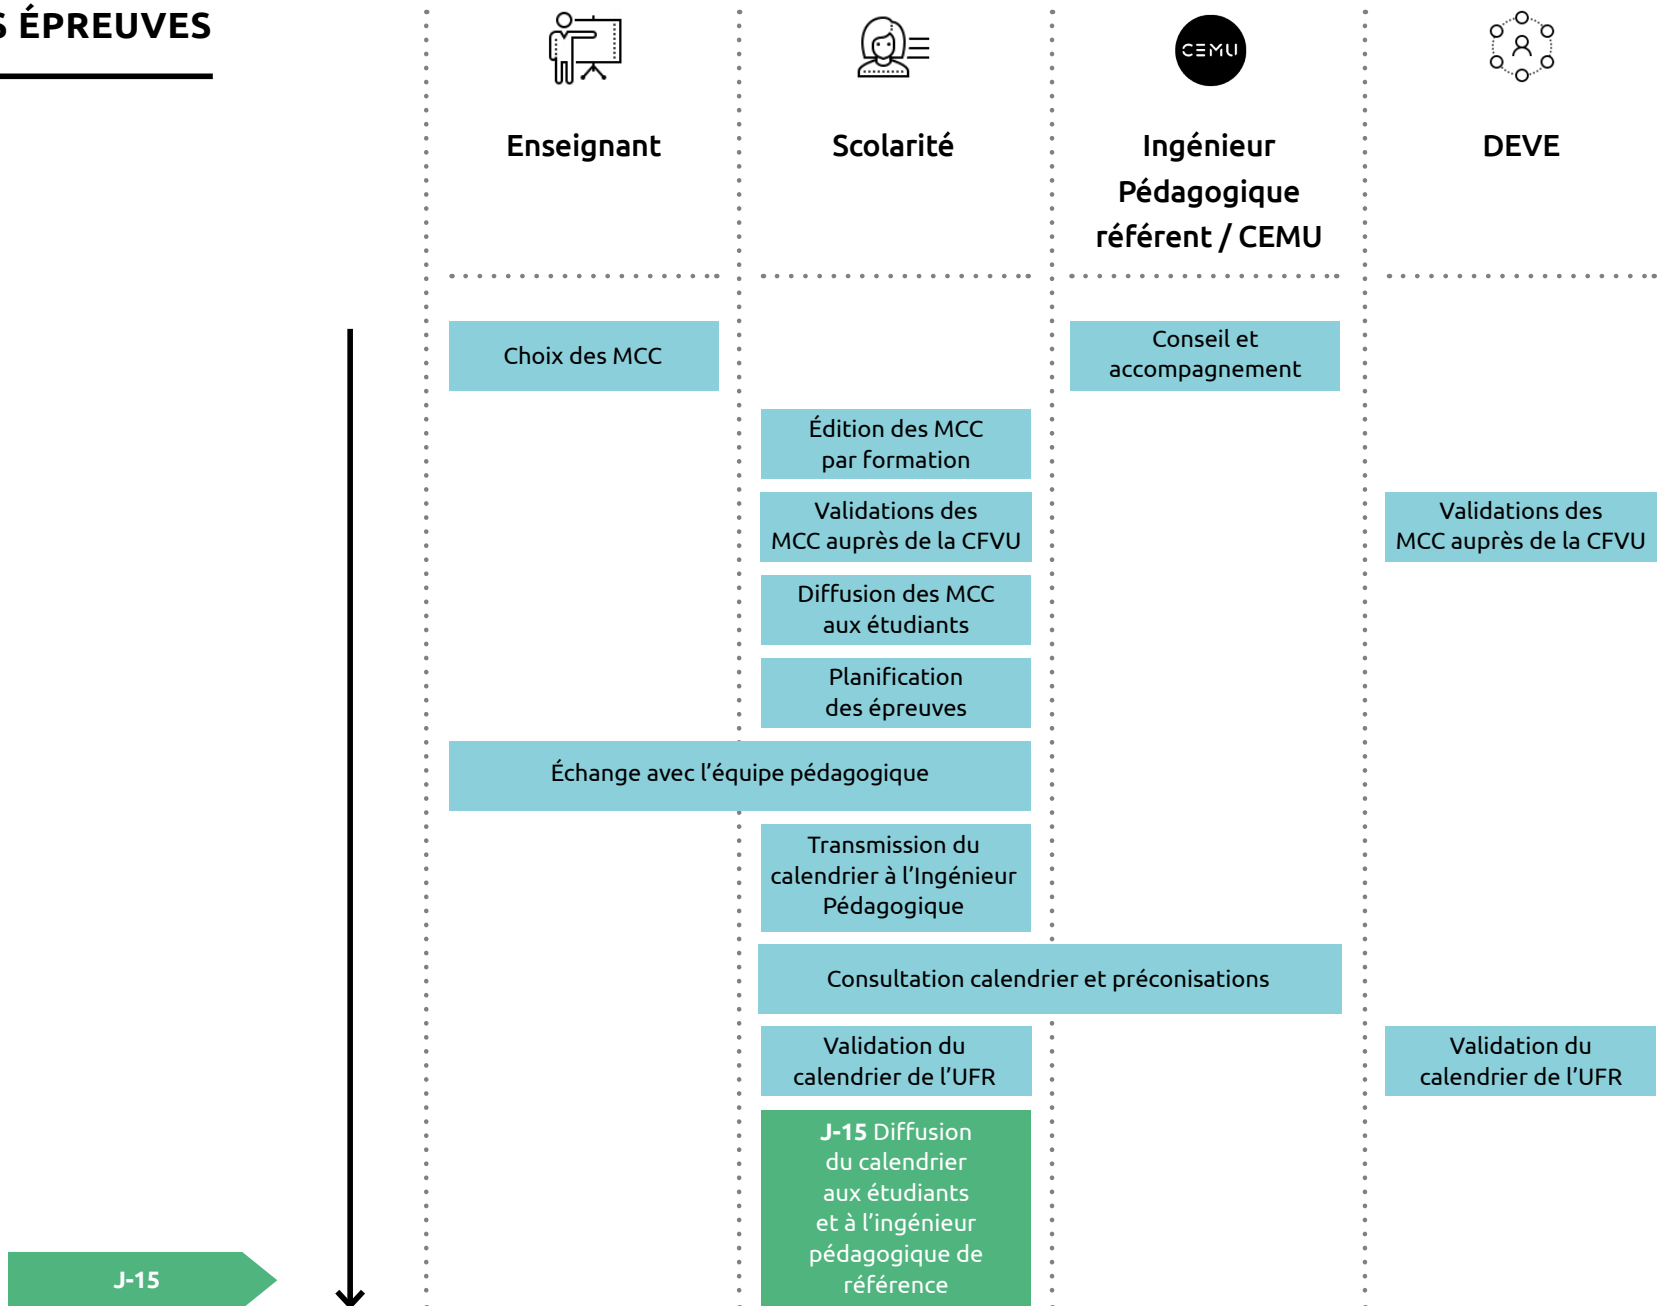 S ÉPREUVES
CEMU
Enseignant
Scolarité
Ingénieur
Pédagogique
référent / CEMU
DEVE
Choix des MCC
Conseil et
accompagnement
Édition des MCC
par formation
Validations des
MCC auprès de la CFVU
Validations des
MCC auprès de la CFVU
Diffusion des MCC
aux étudiants
Planification
des épreuves
Échange avec l’équipe pédagogique
Transmission du
calendrier à l’Ingénieur
Pédagogique
Consultation calendrier et préconisations
Validation du
calendrier de l’UFR
Validation du
calendrier de l’UFR
J-15 Diffusion
du calendrier
aux étudiants
et à l’ingénieur
pédagogique de
référence
J-15